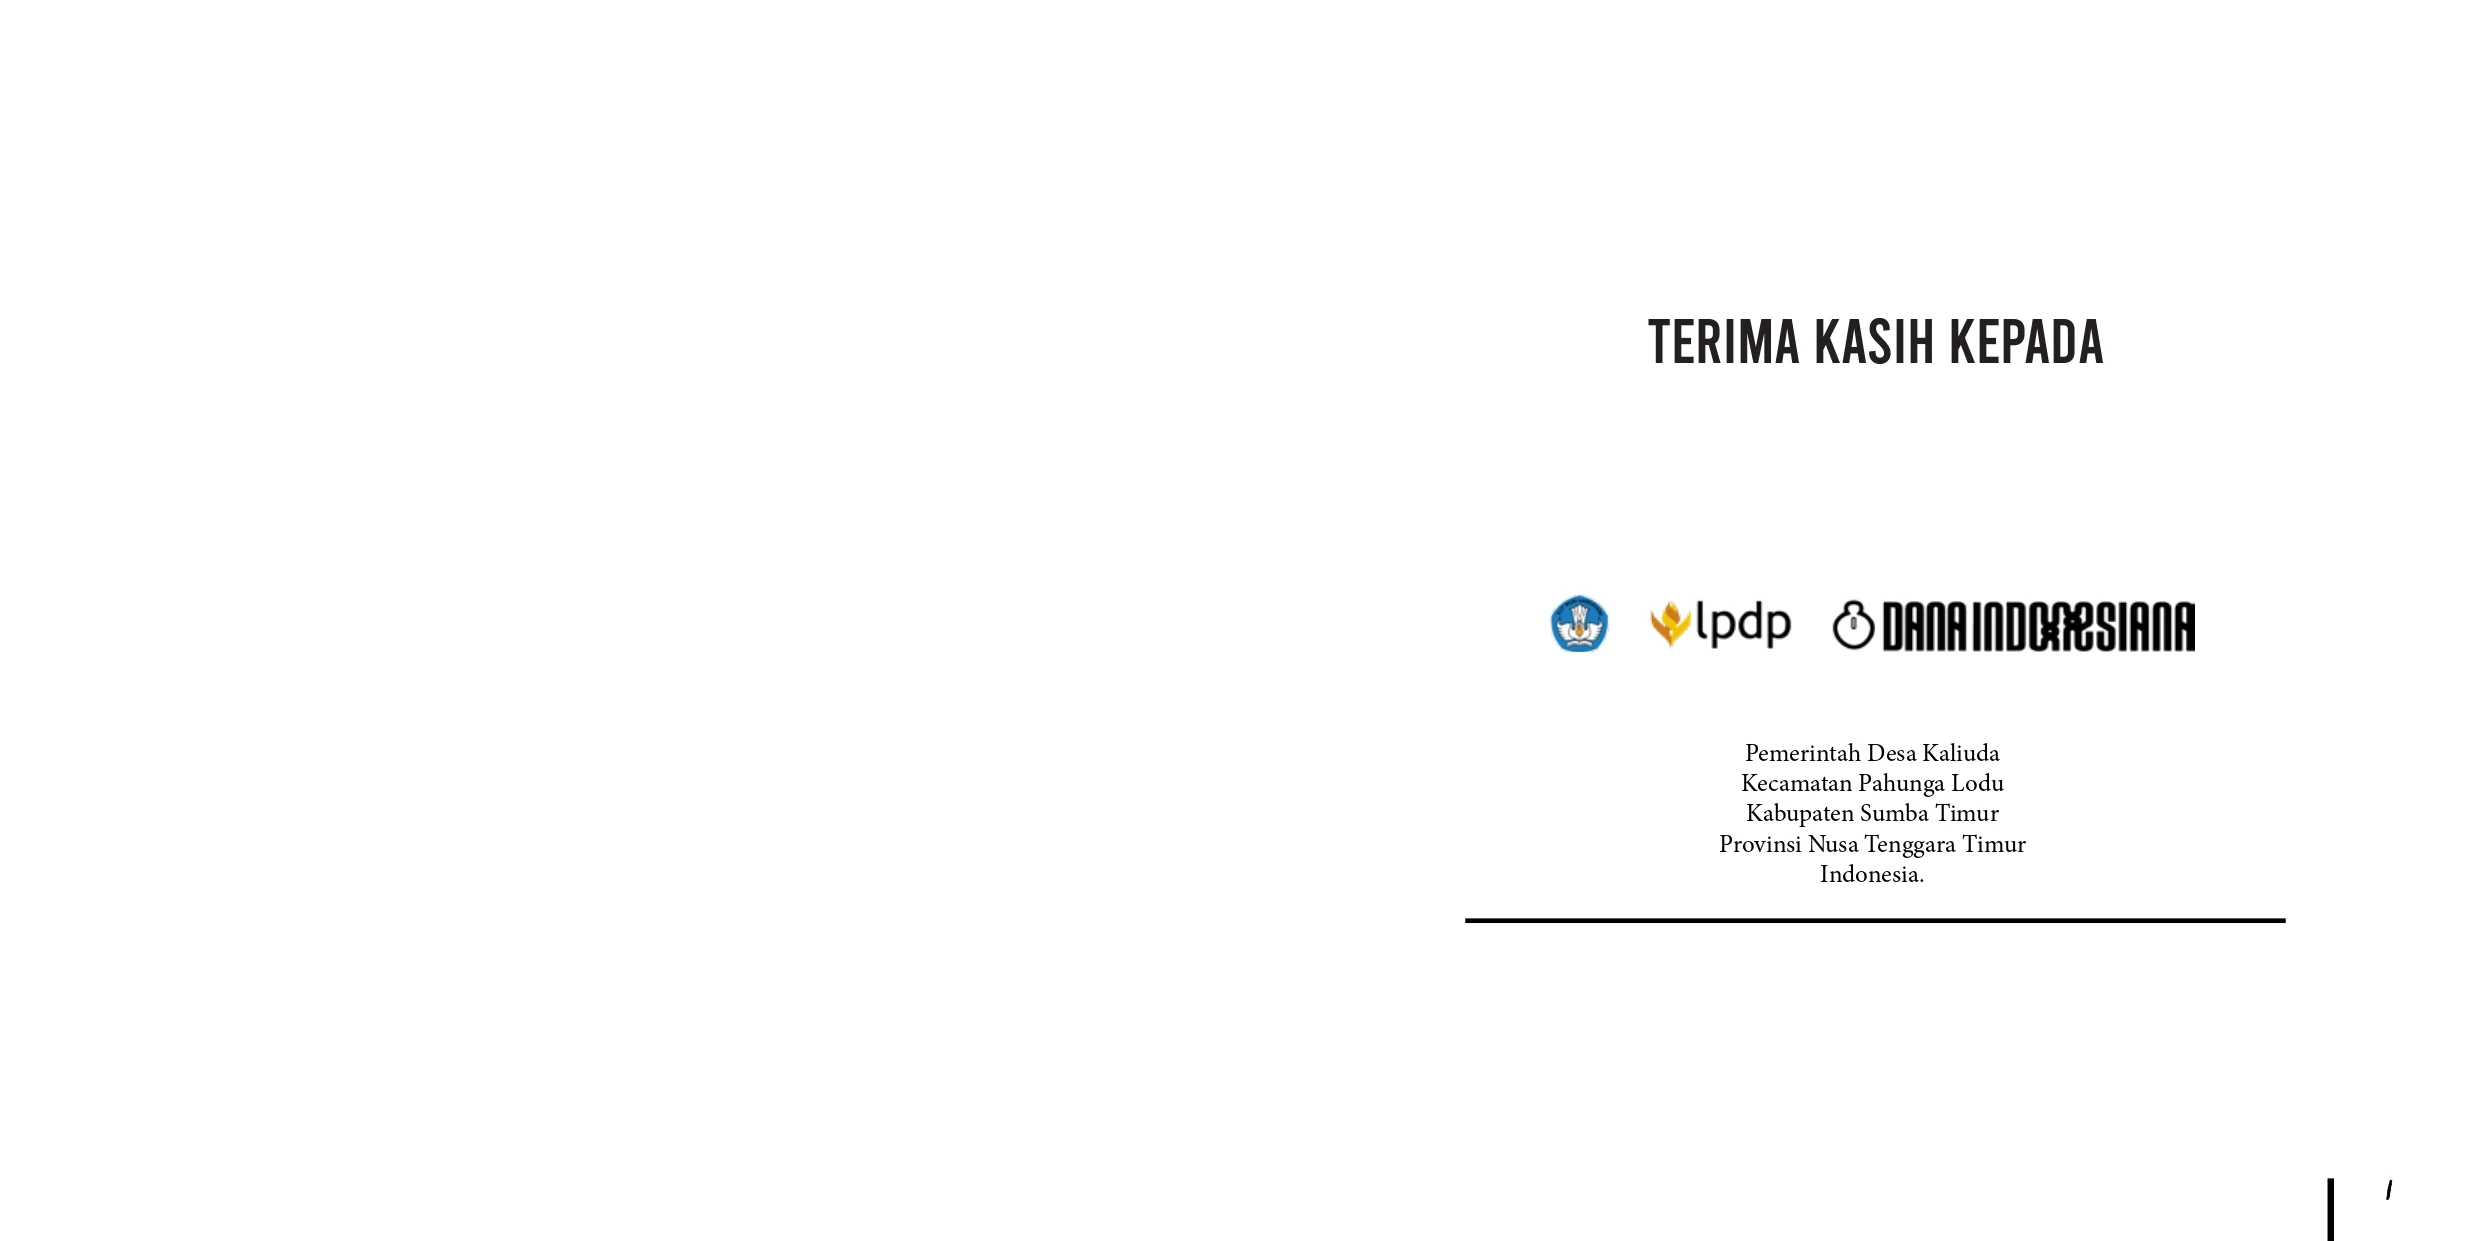 TERIMA KASIH KEPADA
lpdp DANA INDONESIANA
Pemerintah Desa Kaliuda
Kecamatan Pahunga Lodu
Kabupaten Sumba Timur
Provinsi Nusa Tenggara Timur
Indonesia.
1